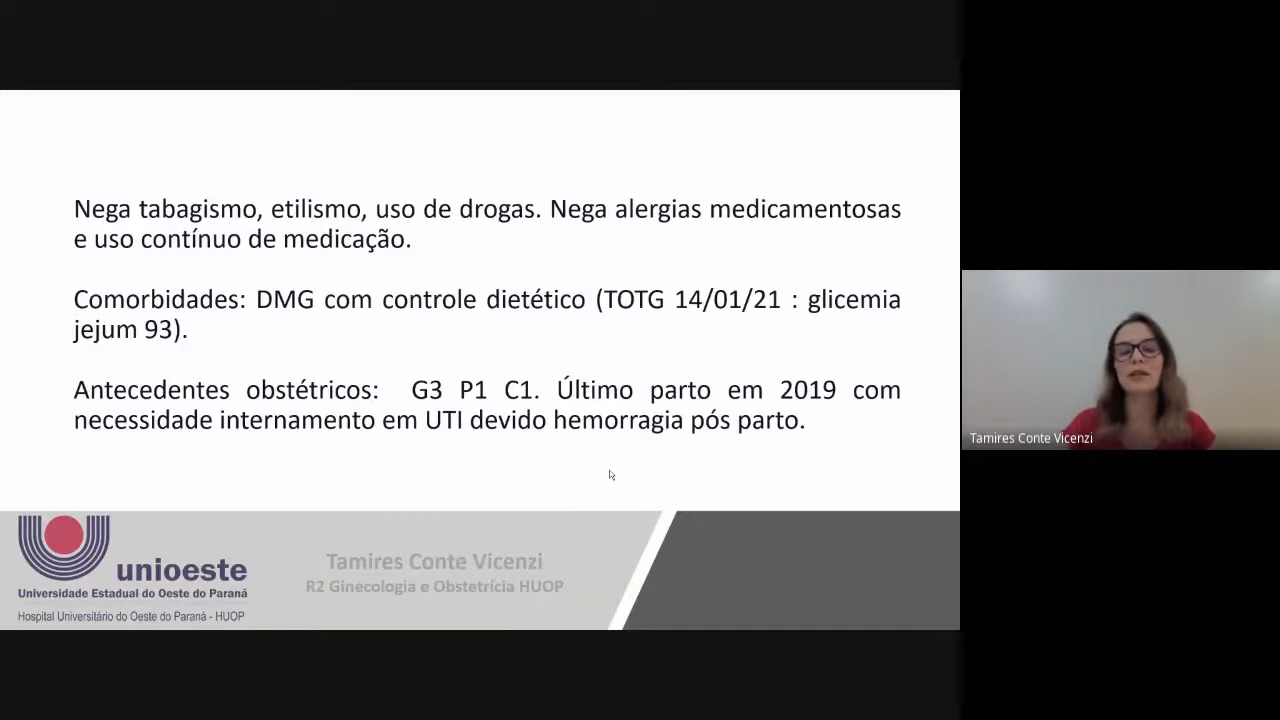 Nega tabagismo, etilismo, uso de drogas. Nega alergias medicamentosas
e uso contínuo de medicação.
Comorbidades: DMG com controle dietético (TOTG 14/01/21 : glicemia
jejum 93).
Antecedentes obstétricos: G3 P1 C1. Último parto em 2019 com
necessidade internamento em UTI devido hemorragia pós parto.
unioeste
Universidade Estadual do Oeste do Paraná
Hospital Universitário do Oeste do Paraná - HUOP
Tamires Conte Vicenzi
R2 Ginecologia e Obstetrícia HUOP
Tamires Conte Vicenzi